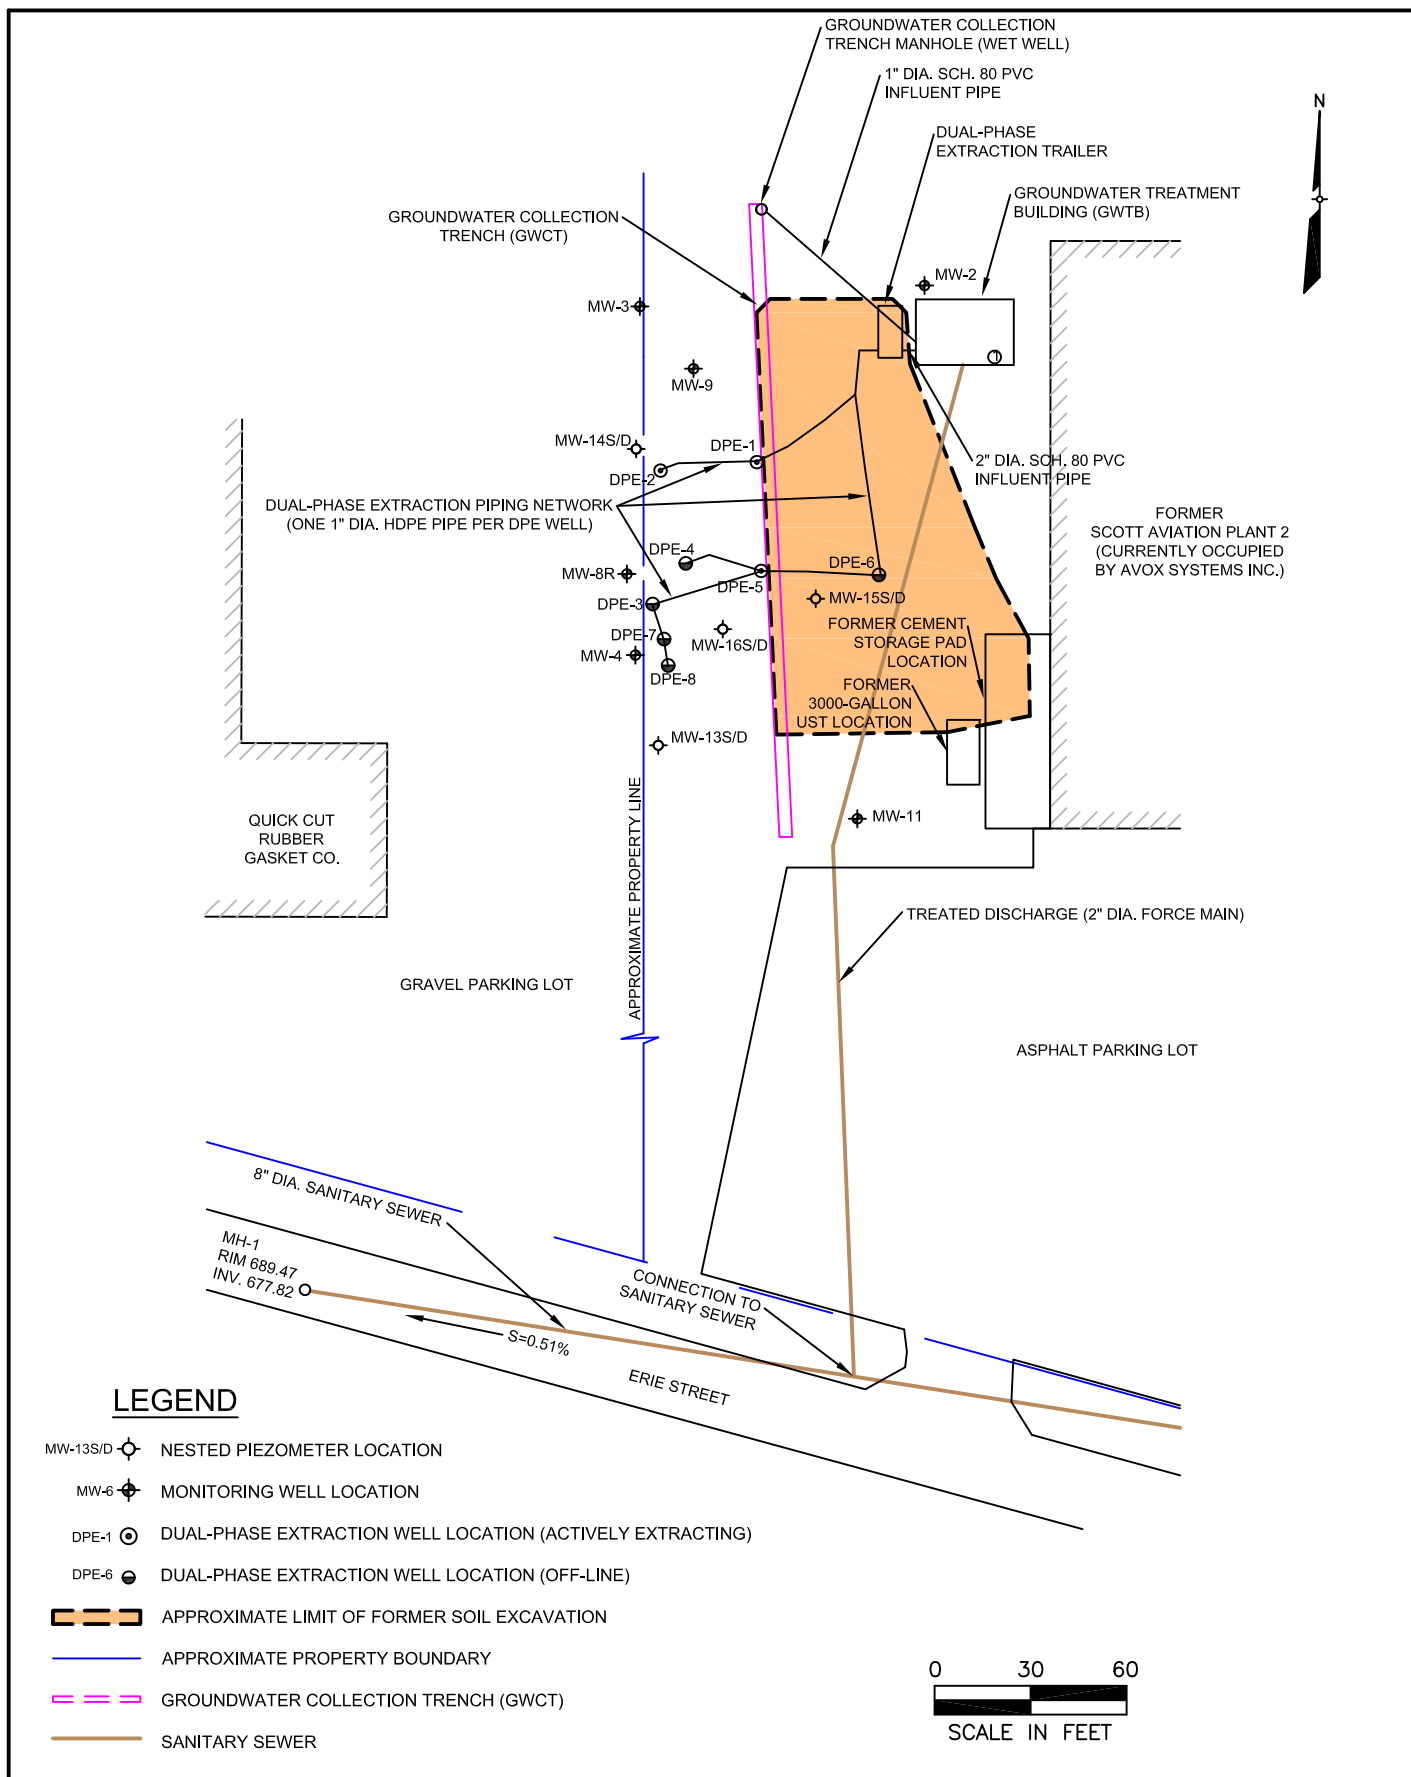 GROUNDWATER COLLECTION
TRENCH MANHOLE (WET WELL)
1" DIA. SCH. 80 PVC
INFLUENT PIPE
N
DUAL-PHASE
EXTRACTION TRAILER
GROUNDWATER TREATMENT
BUILDING (GWTB)
GROUNDWATER COLLECTION
TRENCH (GWCT)
MW-2
MW-3
1
MW-9
MW-14S/D
DPE-1
DPE-2
2" DIA. SCH. 80 PVC
INFLUENT PIPE
DUAL-PHASE EXTRACTION PIPING NETWORK
(ONE 1" DIA. HDPE PIPE PER DPE WELL)
FORMER
SCOTT AVIATION PLANT 2
(CURRENTLY OCCUPIED
BY AVOX SYSTEMS INC.)
DPE-4
DPE-6
MW-8R
DPE-5
MW-15S/D
DPE-3
FORMER CEMENT
STORAGE PAD
LOCATION
DPE-7
MW-16S/D
MW-4
DPE-8
FORMER
3000-GALLON
UST LOCATION
MW-13S/D
APPROXIMATE PROPERTY LINE
MW-11
QUICK CUT
RUBBER
GASKET CO.
TREATED DISCHARGE (2" DIA. FORCE MAIN)
GRAVEL PARKING LOT
ASPHALT PARKING LOT
8" DIA. SANITARY SEWER
MH-1
RIM 689.47
INV. 677.82
CONNECTION TO
SANITARY SEWER
S=0.51%
ERIE STREET
LEGEND
MW-13S/D NESTED PIEZOMETER LOCATION
MW-6 MONITORING WELL LOCATION
DPE-1 DUAL-PHASE EXTRACTION WELL LOCATION (ACTIVELY EXTRACTING)
DPE-6 DUAL-PHASE EXTRACTION WELL LOCATION (OFF-LINE)
APPROXIMATE LIMIT OF FORMER SOIL EXCAVATION
APPROXIMATE PROPERTY BOUNDARY
GROUNDWATER COLLECTION TRENCH (GWCT)
SANITARY SEWER
0 30 60
SCALE IN FEET